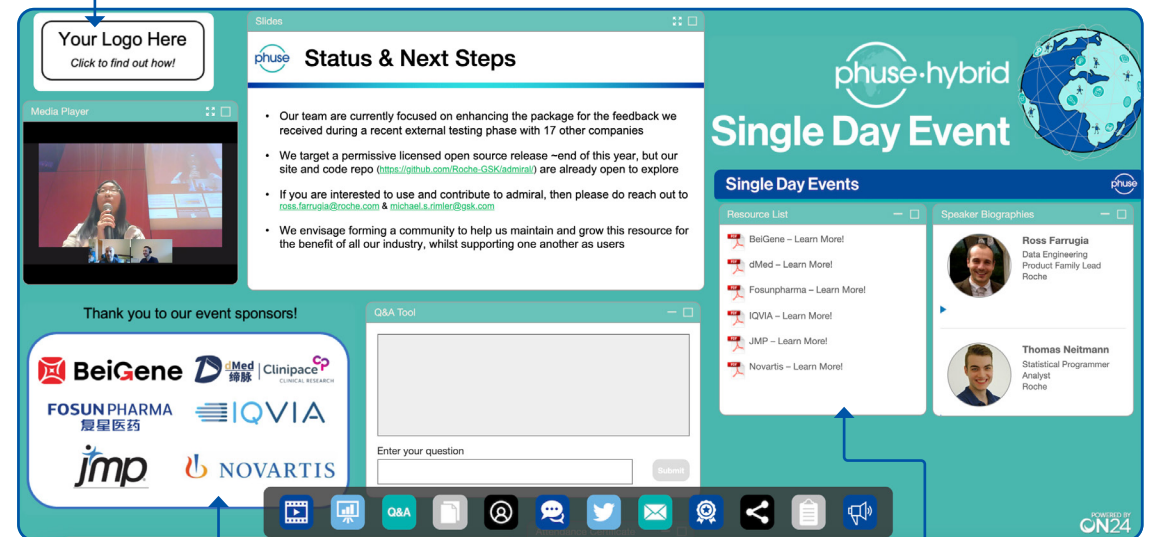 Your Logo Here
Click to find out how!
Slides
phuse
Status & Next Steps
• Our team are currently focused on enhancing the package for the feedback we
received during a recent external testing phase with 17 other companies
• We target a permissive licensed open source release ~end of this year, but our
site and code repo (https://github.com/Roche-GSK/admiral/) are already open to explore
• If you are interested to use and contribute to admiral, then please do reach out to
ross.farrugia@roche.com & michael.s.rimler@gsk.com
• We envisage forming a community to help us maintain and grow this resource for
the benefit of all our industry, whilst supporting one another as users
phuse•hybrid
Single Day Event
Media Player
Single Day Events
phuse
Resource List
BeiGene – Learn More!
dMed – Learn More!
Fosunpharma – Learn More!
IQVIA – Learn More!
JMP – Learn More!
Novartis – Learn More!
Speaker Biographies
Ross Farrugia
Data Engineering
Product Family Lead
Roche
Thomas Neitmann
Statistical Programmer
Analyst
Roche
Thank you to our event sponsors!
BeiGene
dMed
缔脉
Clinipace
CLINICAL RESEARCH
FOSUN PHARMA
复星医药
IQVIA
jmp
NOVARTIS
Q&A Tool
Enter your question
Submit
Q&A
POWERED BY
ON24